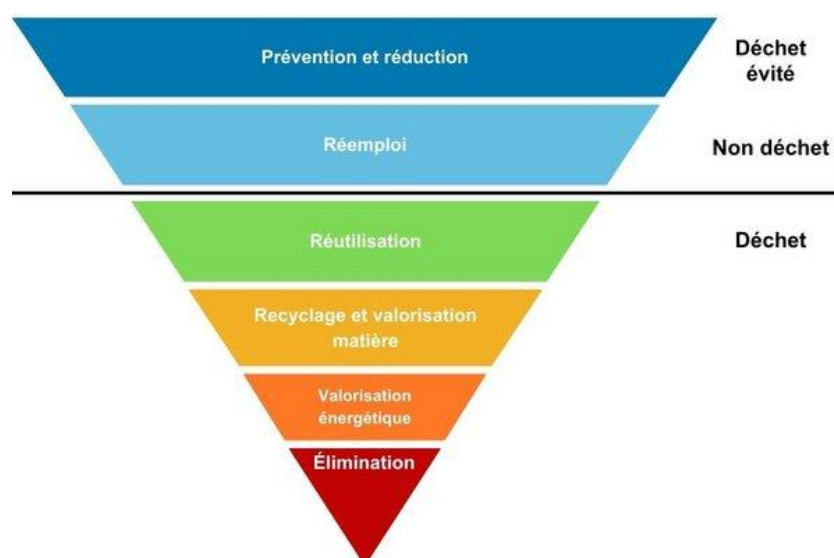 Prévention et réduction
Déchet
évité
Réemploi
Non déchet
Réutilisation
Déchet
Recyclage et valorisation
matière
Valorisation
énergétique
Élimination